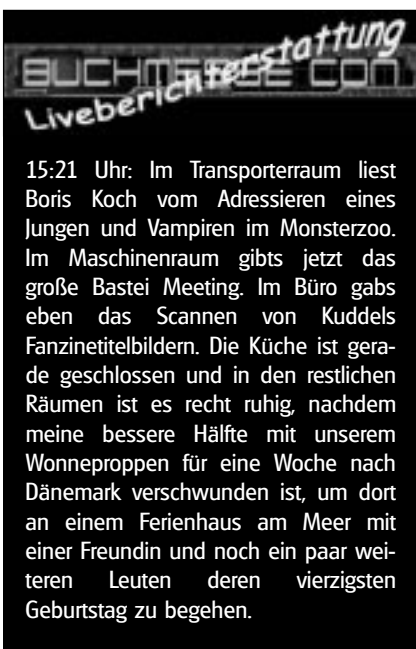 BUCHMESSE COM
Liveberichterstattung
15:21 Uhr: Im Transporterraum liest
Boris Koch vom Adressieren eines
Jungen und Vampiren im Monsterzoo.
Im Maschinenraum gibts jetzt das
große Bastei Meeting. Im Büro gabs
eben das Scannen von Kuddels
Fanzinetitelbildern. Die Küche ist gera-
de geschlossen und in den restlichen
Räumen ist es recht ruhig, nachdem
meine bessere Hälfte mit unserem
Wonneproppen für eine Woche nach
Dänemark verschwunden ist, um dort
an einem Ferienhaus am Meer mit
einer Freundin und noch ein paar wei-
teren Leuten deren vierzigsten
Geburtstag zu begehen.